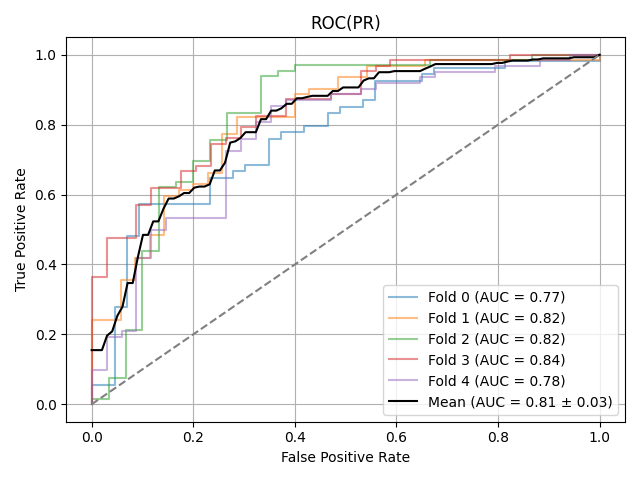 ROC(PR)
True Positive Rate
1.0
0.8
0.6
0.4
0.2
0.0
Fold 0 (AUC = 0.77)
Fold 1 (AUC = 0.82)
Fold 2 (AUC = 0.82)
Fold 3 (AUC = 0.84)
Fold 4 (AUC = 0.78)
Mean (AUC = 0.81 ± 0.03)
0.0 0.2 0.4 0.6 0.8 1.0
False Positive Rate